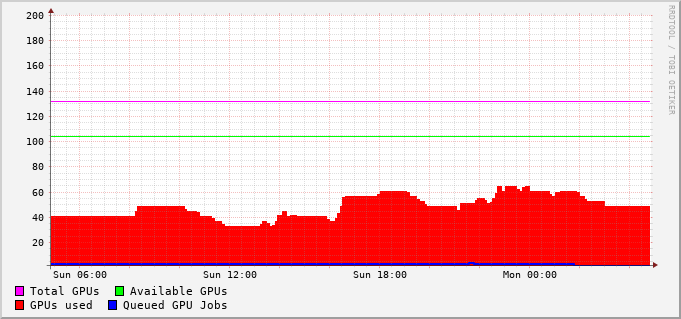 RRDTOOL / TOBI OETIKER
200
180
160
140
120
100
80
60
40
20
Sun 06:00 Sun 12:00 Sun 18:00 Mon 00:00
Total GPUs Available GPUs
GPUs used Queued GPU Jobs